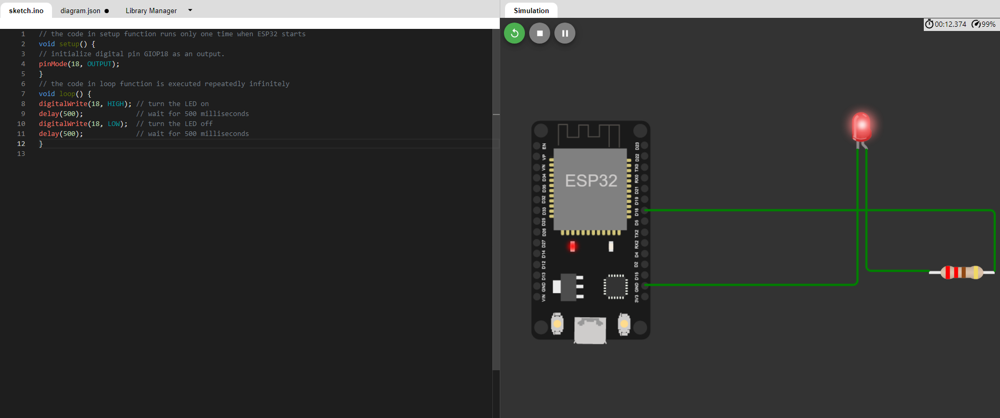 sketch.ino diagram.json Library Manager
1 // the code in setup function runs only one time when ESP32 starts
2 void setup() {
3 // initialize digital pin GIOP18 as an output.
4 pinMode(18, OUTPUT);
5 }
6 // the code in loop function is executed repeatedly infinitely
7 void loop() {
8 digitalWrite(18, HIGH); // turn the LED on
9 delay(500); // wait for 500 milliseconds
10 digitalWrite(18, LOW); // turn the LED off
11 delay(500); // wait for 500 milliseconds
12 }
13
Simulation
00:12.374 99%
ESP32
EN
VP
VN
D34
D35
D32
D33
D25
D26
D27
D14
D12
D13
GND
VIN
D23
D22
TX0
RX0
D21
D19
D18
D5
TX2
RX2
D4
D2
D15
GND
3V3